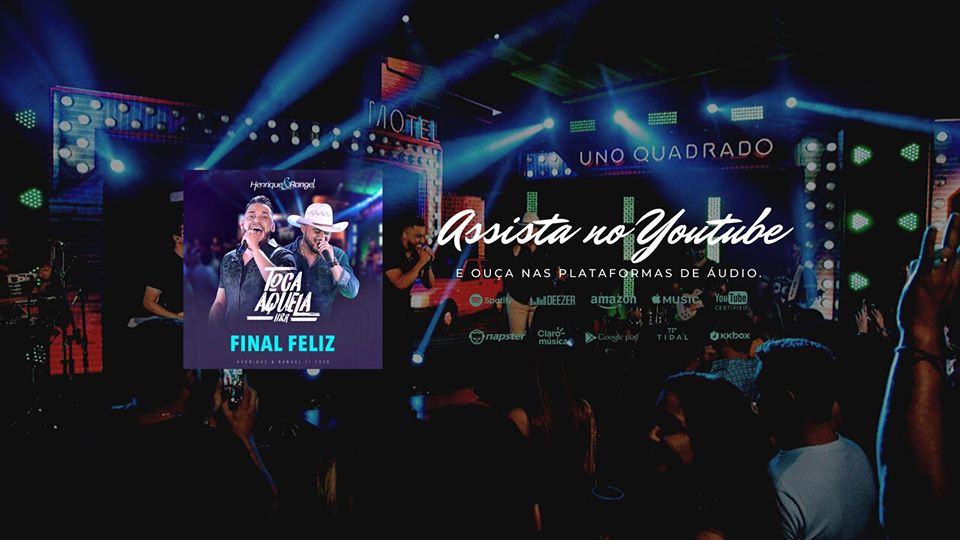 MOTEL
UNO QUADRADO
Henrique & Rangel
TOCA
AQUELA
H&R
FINAL FELIZ
HENRIQUE & RANGEL // 2020
Assista no Youtube
E OUÇA NAS PLATAFORMAS DE ÁUDIO.
Spotify DEEZER amazon MUSIC YouTube CERTIFIED
napster Claro música Google play TIDAL KKBOX